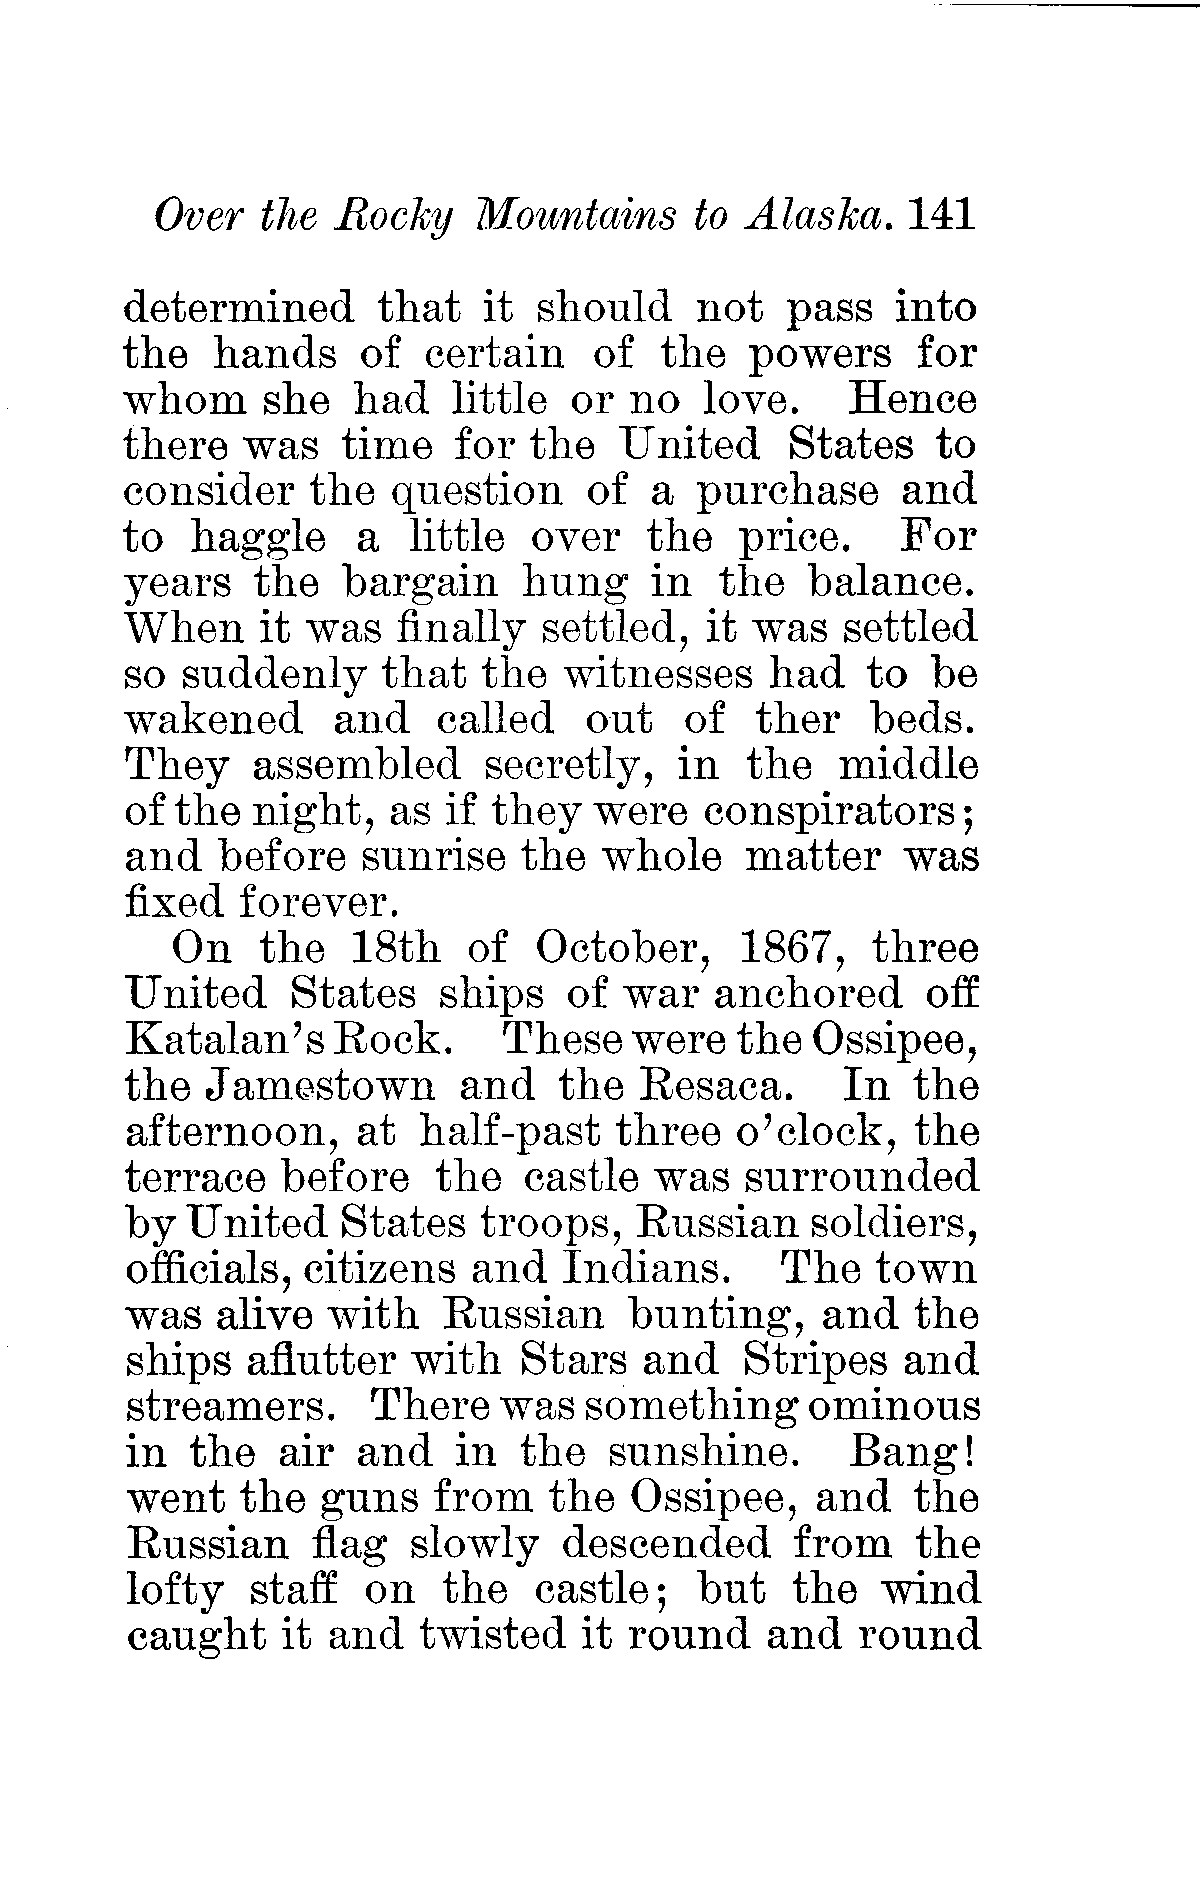 Over the Rocky Mountains to Alaska. 141
determined that it should not pass into
the hands of certain of the powers for
whom she had little or no love. Hence
there was time for the United States to
consider the question of a purchase and
to haggle a little over the price. For
years the bargain hung in the balance.
When it was finally settled, it was settled
so suddenly that the witnesses had to be
wakened and called out of ther beds.
They assembled secretly, in the middle
of the night, as if they were conspirators;
and before sunrise the whole matter was
fixed forever.
On the 18th of October, 1867, three
United States ships of war anchored off
Katalan's Rock. These were the Ossipee,
the Jamestown and the Resaca. In the
afternoon, at half-past three o'clock, the
terrace before the castle was surrounded
by United States troops, Russian soldiers,
officials, citizens and Indians. The town
was alive with Russian bunting, and the
ships aflutter with Stars and Stripes and
streamers. There was something ominous
in the air and in the sunshine. Bang!
went the guns from the Ossipee, and the
Russian flag slowly descended from the
lofty staff on the castle; but the wind
caught it and twisted it round and round